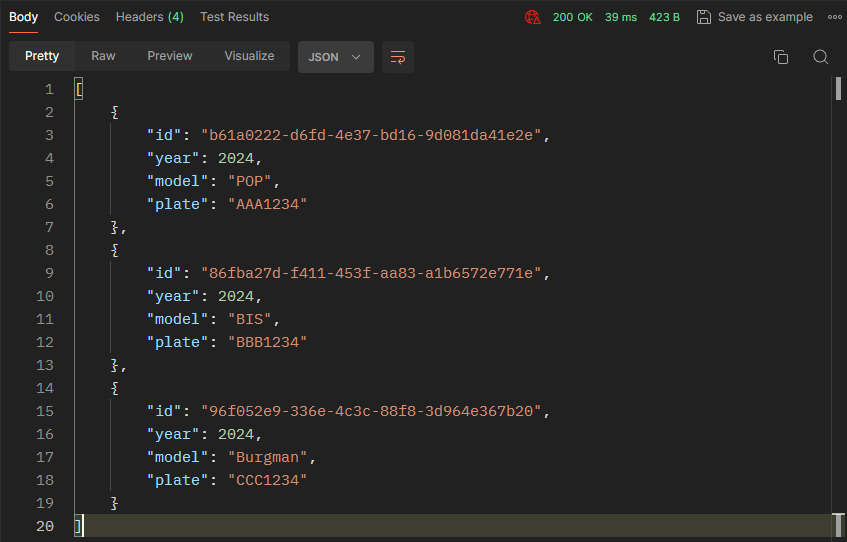 Body Cookies Headers (4) Test Results 200 OK 39 ms 423 B Save as example
Pretty Raw Preview Visualize JSON
1 [
2 {
3 "id": "b61a0222-d6fd-4e37-bd16-9d081da41e2e",
4 "year": 2024,
5 "model": "POP",
6 "plate": "AAA1234"
7 },
8 {
9 "id": "86fba27d-f411-453f-aa83-a1b6572e771e",
10 "year": 2024,
11 "model": "BIS",
12 "plate": "BBB1234"
13 },
14 {
15 "id": "96f052e9-336e-4c3c-88f8-3d964e367b20",
16 "year": 2024,
17 "model": "Burgman",
18 "plate": "CCC1234"
19 }
20 ]